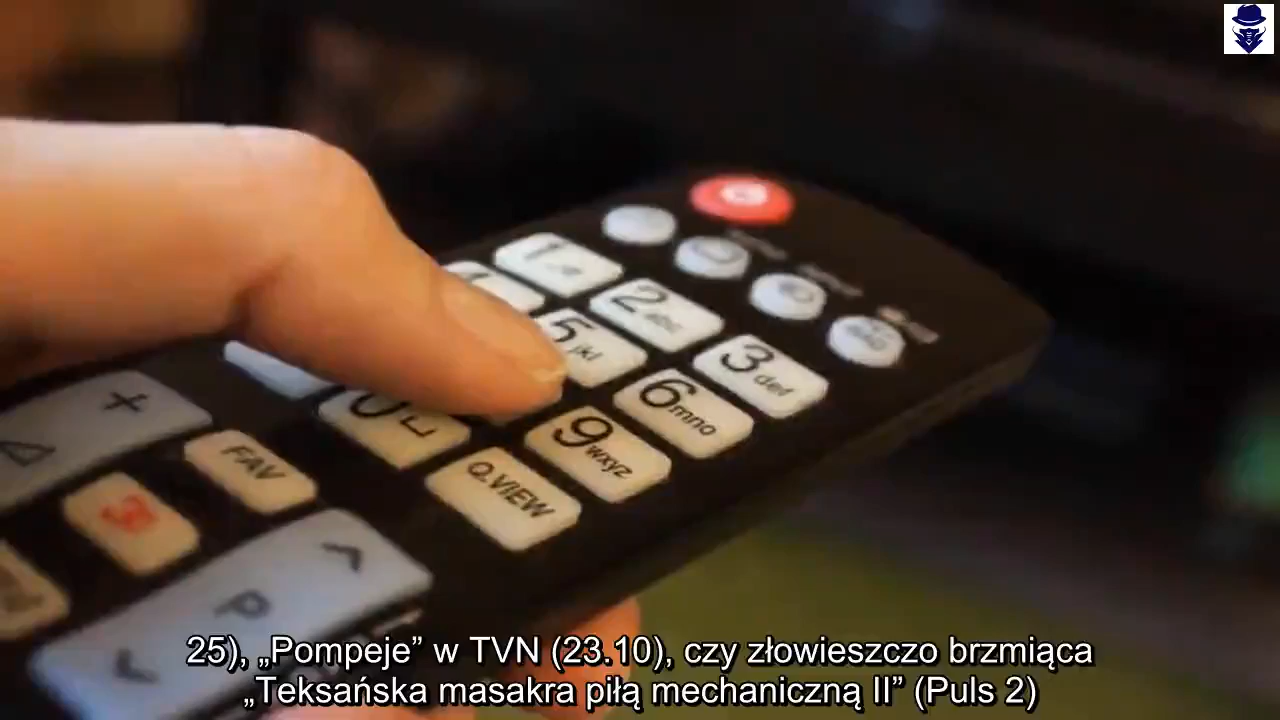 1
2
3 def
5 jkl
6 mno
9 wxyz
Q.VIEW
+
FAV
P
25), „Pompeje” w TVN (23.10), czy złowieszczo brzmiąca
„Teksańska masakra piłą mechaniczną II” (Puls 2)